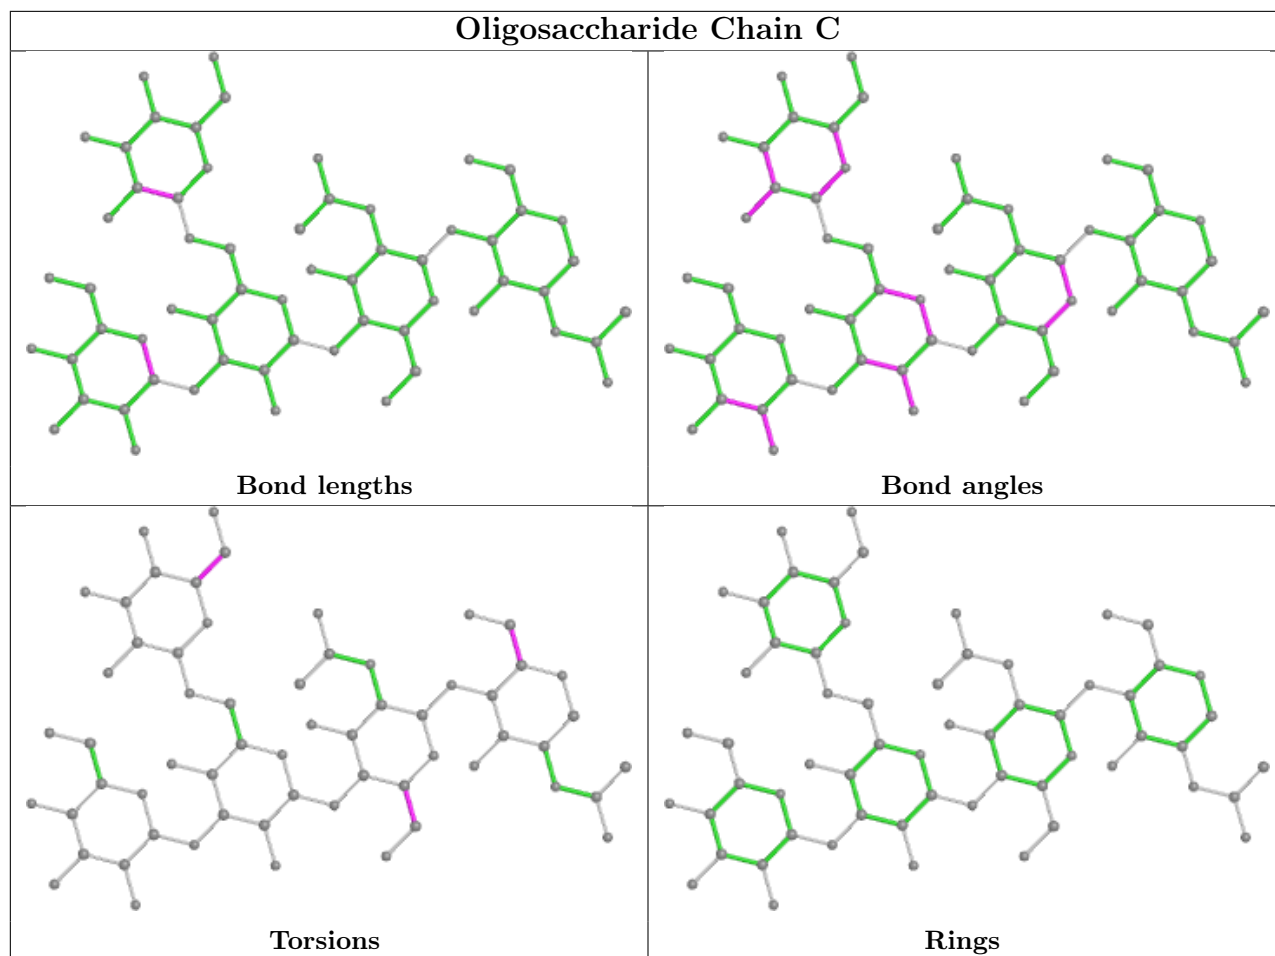 Oligosaccharide Chain C
Bond lengths
Bond angles
Torsions
Rings